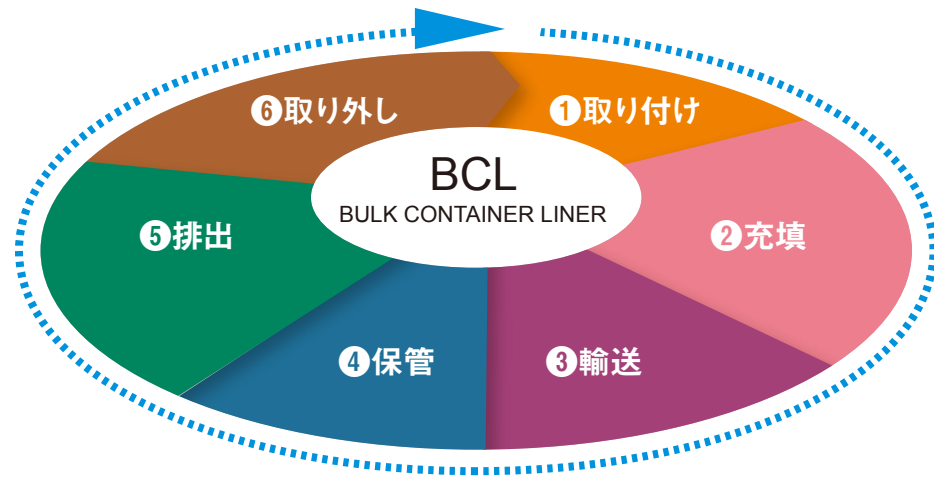 BCL
BULK CONTAINER LINER
❶取り付け
❷充填
❸輸送
❹保管
❺排出
❻取り外し